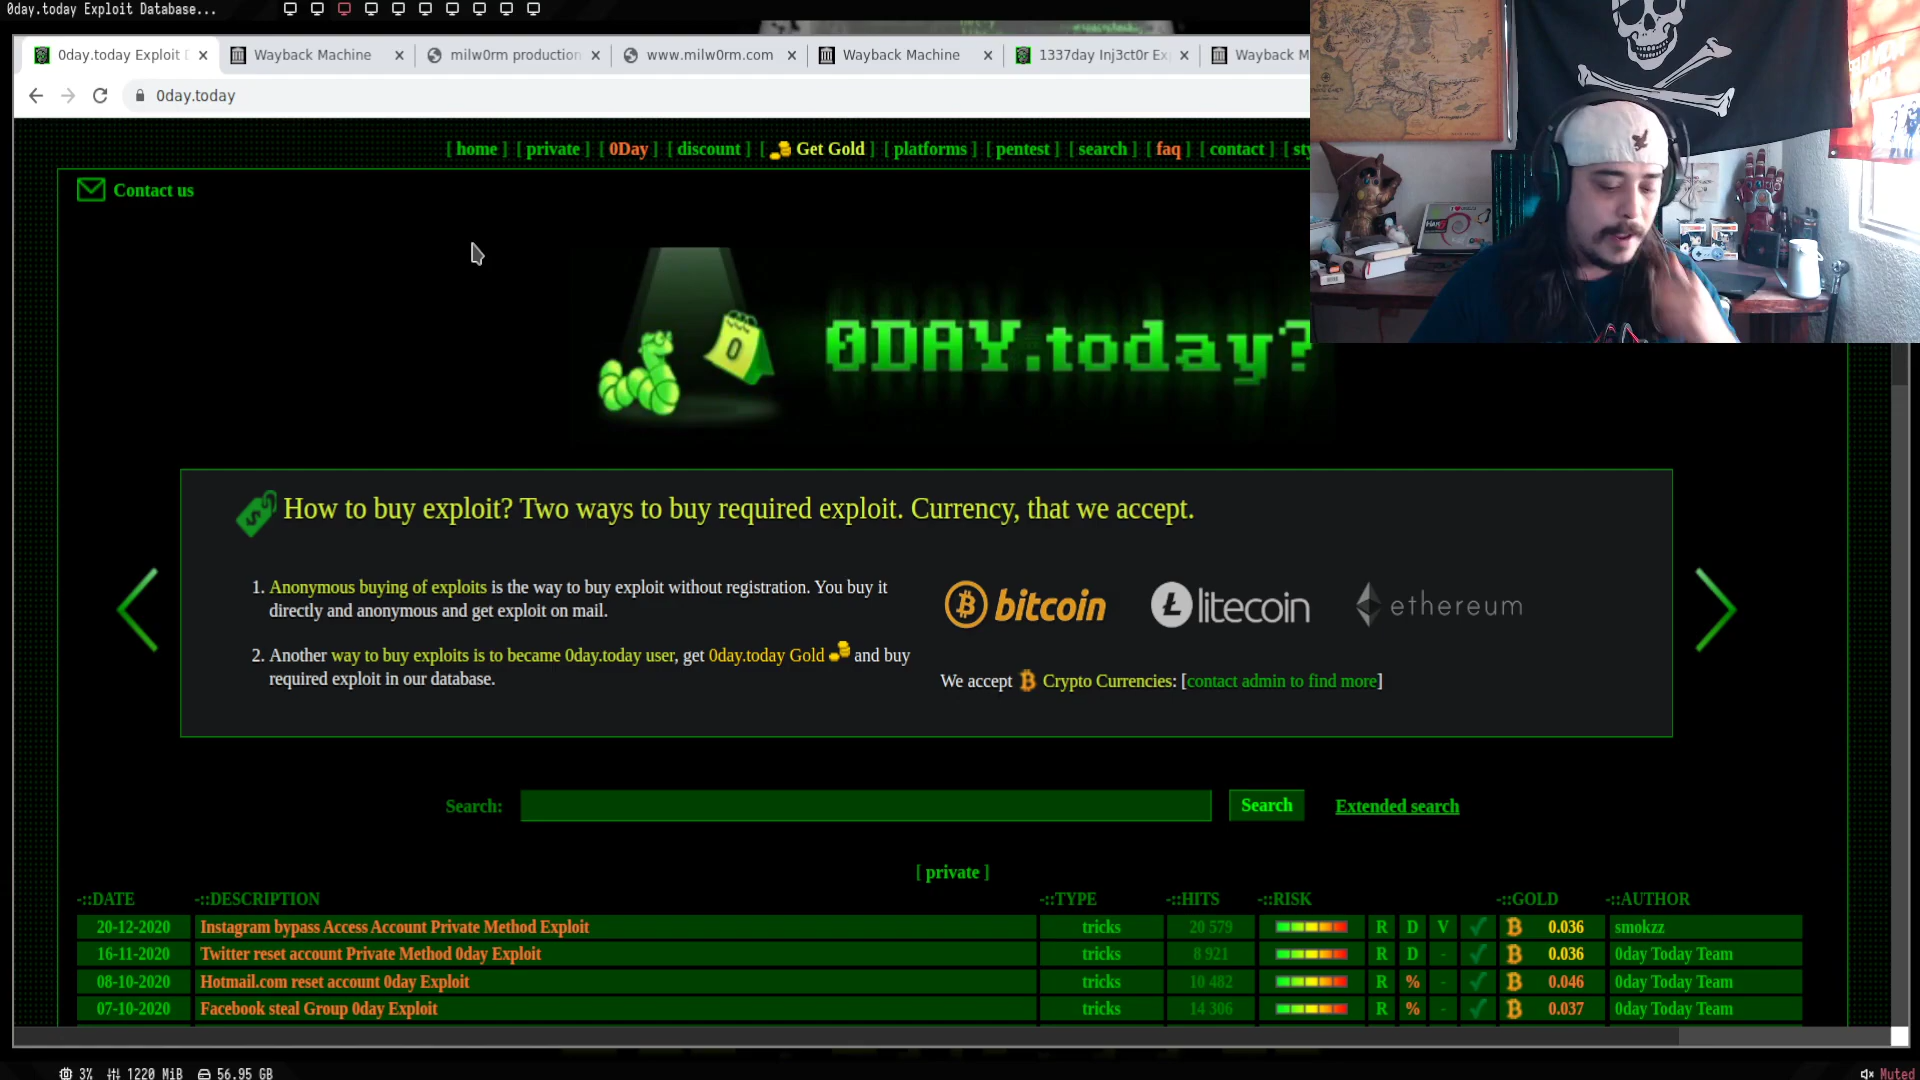 0day.today Exploit Database...
0day.today Exploit D
Wayback Machine
milw0rm production
www.milw0rm.com
Wayback Machine
1337day Inj3ct0r Ex
Wayback M
0day.today
[ home ] [ private ] [ 0Day ] [ discount ] [ Get Gold ] [ platforms ] [ pentest ] [ search ] [ faq ] [ contact ] [ sty
Contact us
0
0DAY.today?
$
How to buy exploit? Two ways to buy required exploit. Currency, that we accept.
1. Anonymous buying of exploits is the way to buy exploit without registration. You buy it
directly and anonymous and get exploit on mail.
2. Another way to buy exploits is to became 0day.today user, get 0day.today Gold and buy
required exploit in our database.
bitcoin litecoin ethereum
We accept Crypto Currencies: [contact admin to find more]
Search: Search Extended search
[ private ]
-::DATE -::DESCRIPTION -::TYPE -::HITS -::RISK -::GOLD -::AUTHOR
20-12-2020 Instagram bypass Access Account Private Method Exploit tricks 20 579 R D V 0.036 smokzz
16-11-2020 Twitter reset account Private Method 0day Exploit tricks 8 921 R D - 0.036 0day Today Team
08-10-2020 Hotmail.com reset account 0day Exploit tricks 10 482 R % - 0.046 0day Today Team
07-10-2020 Facebook steal Group 0day Exploit tricks 14 306 R % - 0.037 0day Today Team
3% 1220 MiB 56.95 GB
Muted